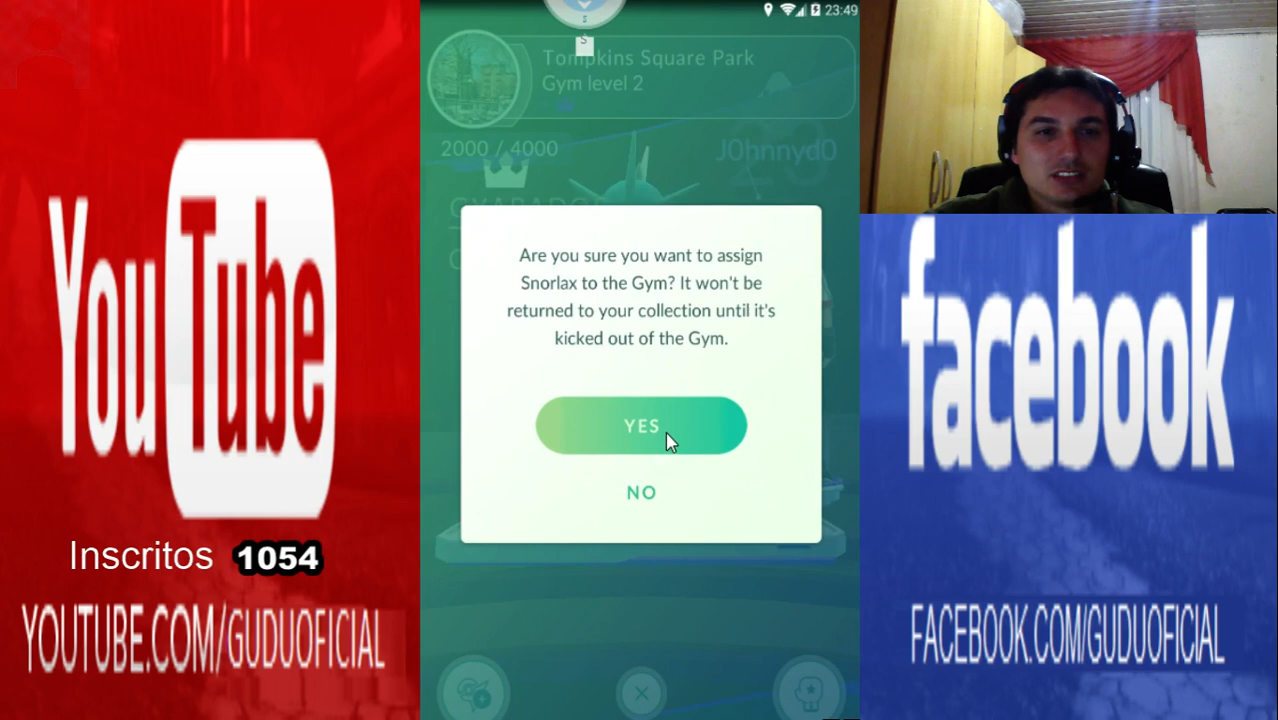 YouTube
Inscritos 1054
YOUTUBE.COM/GUDUOFICIAL
23:49
Tompkins Square Park
Gym level 2
2000 / 4000
J0hnnyd0
Are you sure you want to assign
Snorlax to the Gym? It won't be
returned to your collection until it's
kicked out of the Gym.
YES
NO
facebook
FACEBOOK.COM/GUDUOFICIAL